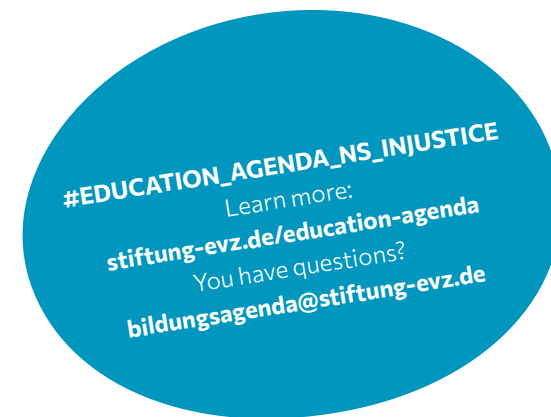 #EDUCATION_AGENDA_NS_INJUSTICE
Learn more:
stiftung-evz.de/education-agenda
You have questions?
bildungsagenda@stiftung-evz.de